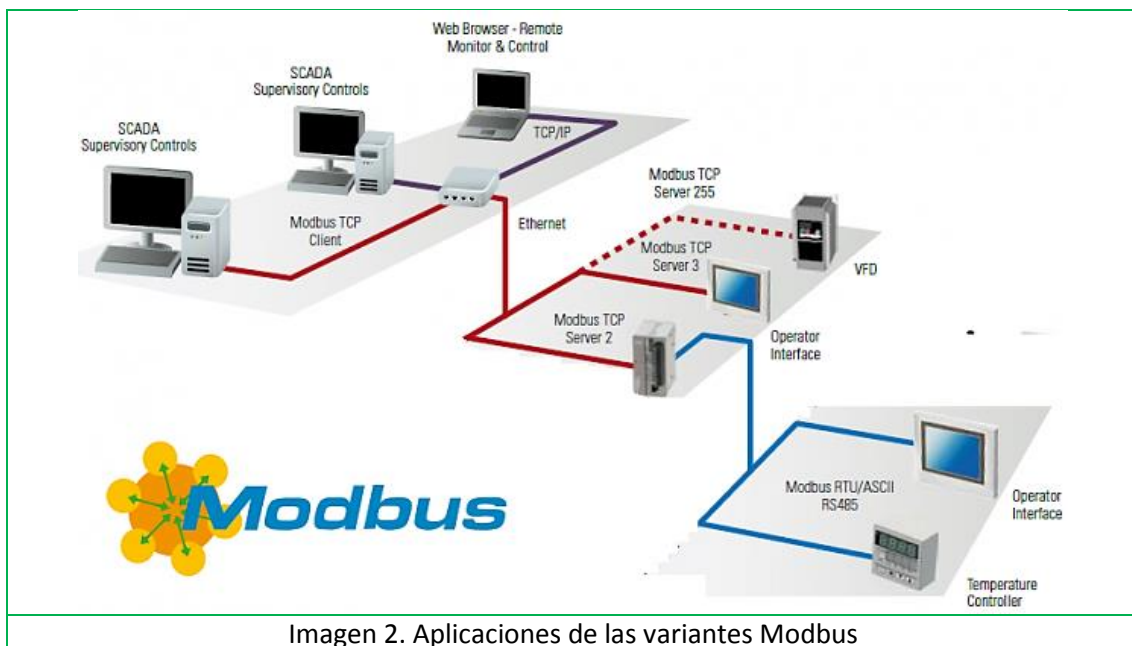 Web Browser - Remote
Monitor & Control
SCADA
Supervisory Controls
SCADA
Supervisory Controls
TCP/IP
Modbus TCP
Client
Ethernet
Modbus TCP
Server 255
Modbus TCP
Server 3
VFD
Modbus TCP
Server 2
Operator
Interface
Modbus RTU/ASCII
RS485
Operator
Interface
Temperature
Controller
Modbus
Imagen 2. Aplicaciones de las variantes Modbus